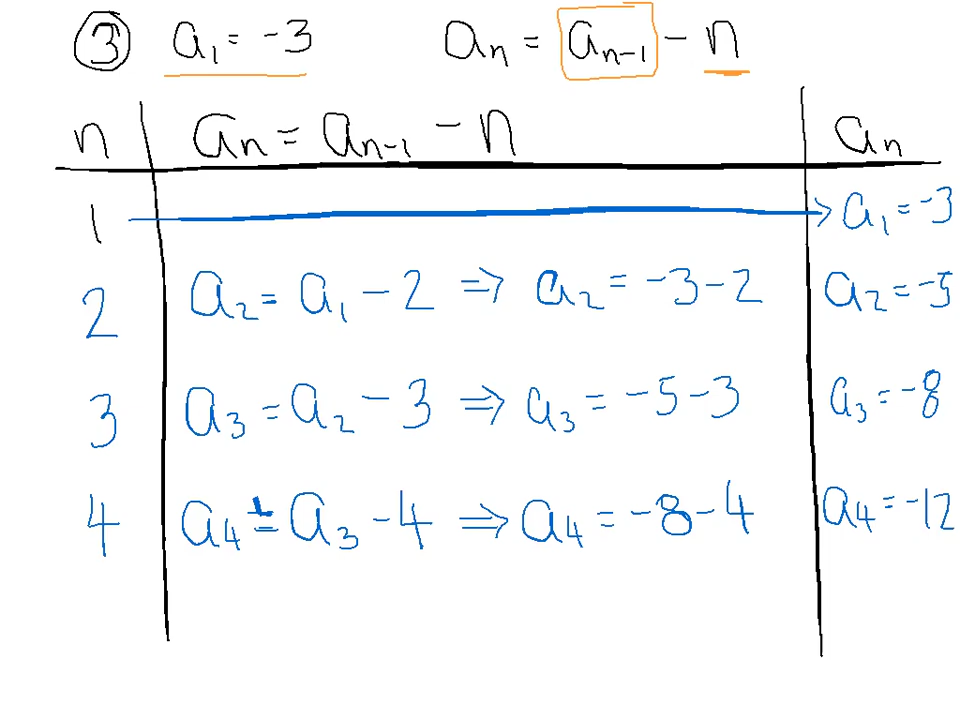 ③ a₁ = -3 aₙ = aₙ₋₁ - n
n aₙ = aₙ₋₁ - n aₙ
1 → a₁ = -3
2 a₂ = a₁ - 2 ⇒ a₂ = -3 - 2 a₂ = -5
3 a₃ = a₂ - 3 ⇒ a₃ = -5 - 3 a₃ = -8
4 a₄ = a₃ - 4 ⇒ a₄ = -8 - 4 a₄ = -12